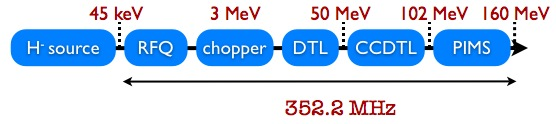 45 keV 3 MeV 50 MeV 102 MeV 160 MeV
H- source RFQ chopper DTL CCDTL PIMS
352.2 MHz